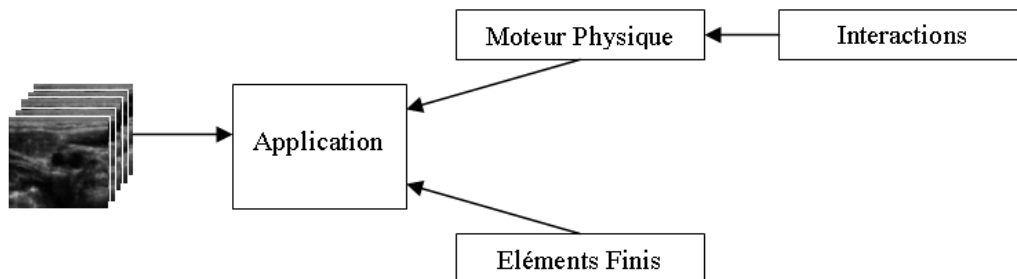 Moteur Physique
Interactions
Application
Eléments Finis